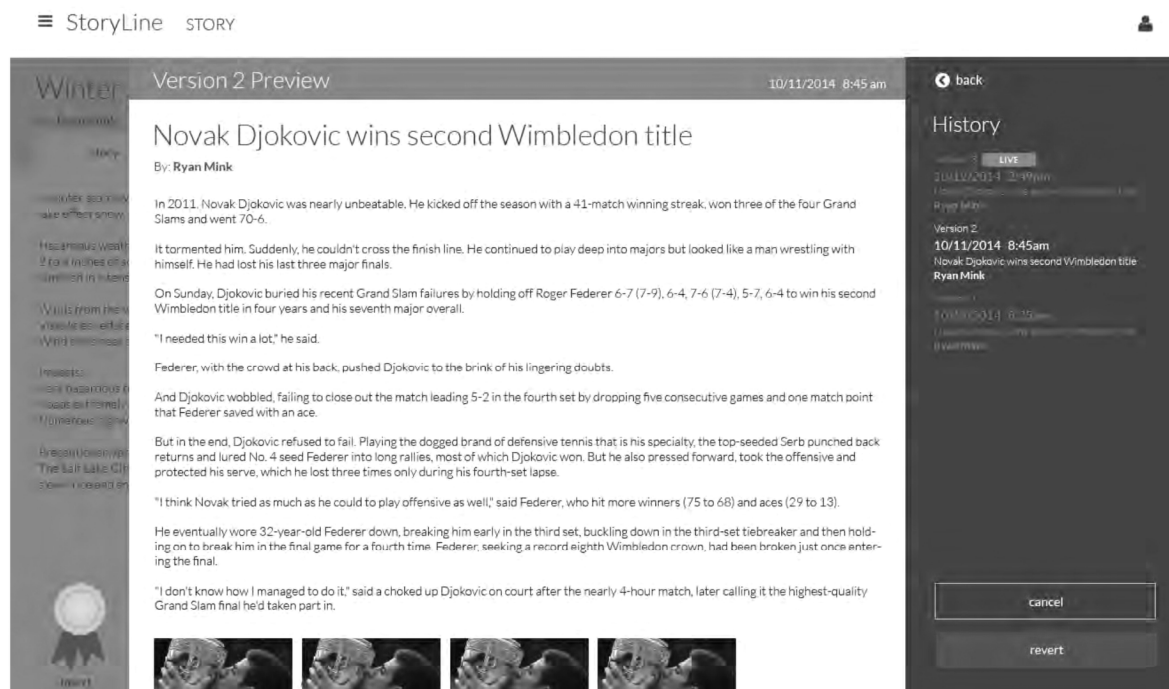 StoryLine STORY
Winter
Version 2 Preview
10/11/2014 8:45 am
Novak Djokovic wins second Wimbledon title
By: Ryan Mink
In 2011, Novak Djokovic was nearly unbeatable. He kicked off the season with a 41-match winning streak, won three of the four Grand
Slams and went 70-6.
It tormented him. Suddenly, he couldn't cross the finish line. He continued to play deep into majors but looked like a man wrestling with
himself. He had lost his last three major finals.
On Sunday, Djokovic buried his recent Grand Slam failures by holding off Roger Federer 6-7 (7-9), 6-4, 7-6 (7-4), 5-7, 6-4 to win his second
Wimbledon title in four years and his seventh major overall.
"I needed this win a lot," he said.
Federer, with the crowd at his back, pushed Djokovic to the brink of his lingering doubts.
And Djokovic wobbled, failing to close out the match leading 5-2 in the fourth set by dropping five consecutive games and one match point
that Federer saved with an ace.
But in the end, Djokovic refused to fail. Playing the dogged brand of defensive tennis that is his specialty, the top-seeded Serb punched back
returns and lured No. 4 seed Federer into long rallies, most of which Djokovic won. But he also pressed forward, took the offensive and
protected his serve, which he lost three times only during his fourth-set lapse.
"I think Novak tried as much as he could to play offensive as well," said Federer, who hit more winners (75 to 68) and aces (29 to 13).
He eventually wore 32-year-old Federer down, breaking him early in the third set, buckling down in the third-set tiebreaker and then hold-
ing on to break him in the final game for a fourth time. Federer, seeking a record eighth Wimbledon crown, had been broken just once enter-
ing the final.
"I don't know how I managed to do it," said a choked up Djokovic on court after the nearly 4-hour match, later calling it the highest-quality
Grand Slam final he'd taken part in.
insert
back
History
LIVE
Version 2
10/11/2014 8:45am
Novak Djokovic wins second Wimbledon title
Ryan Mink
cancel
revert